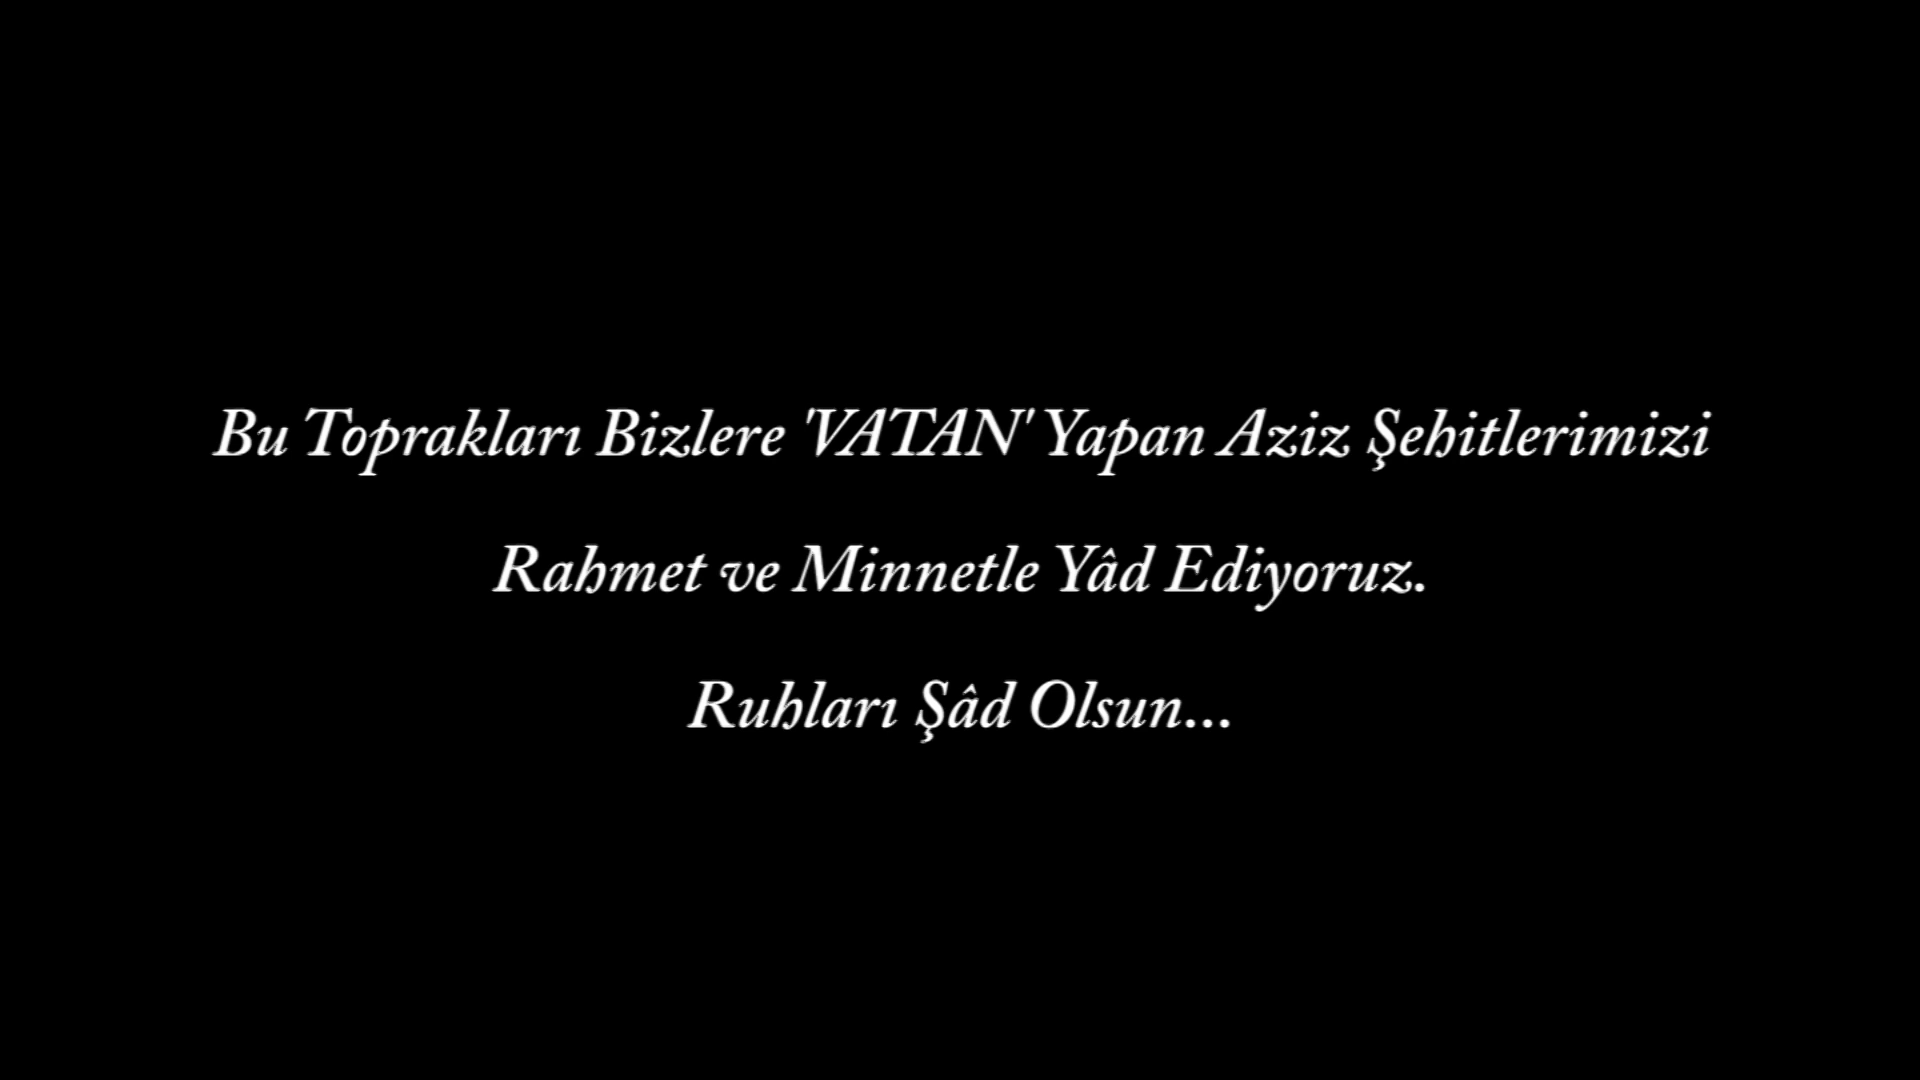 Bu Toprakları Bizlere 'VATAN' Yapan Aziz Şehitlerimizi
Rahmet ve Minnetle Yâd Ediyoruz.
Ruhları Şâd Olsun...